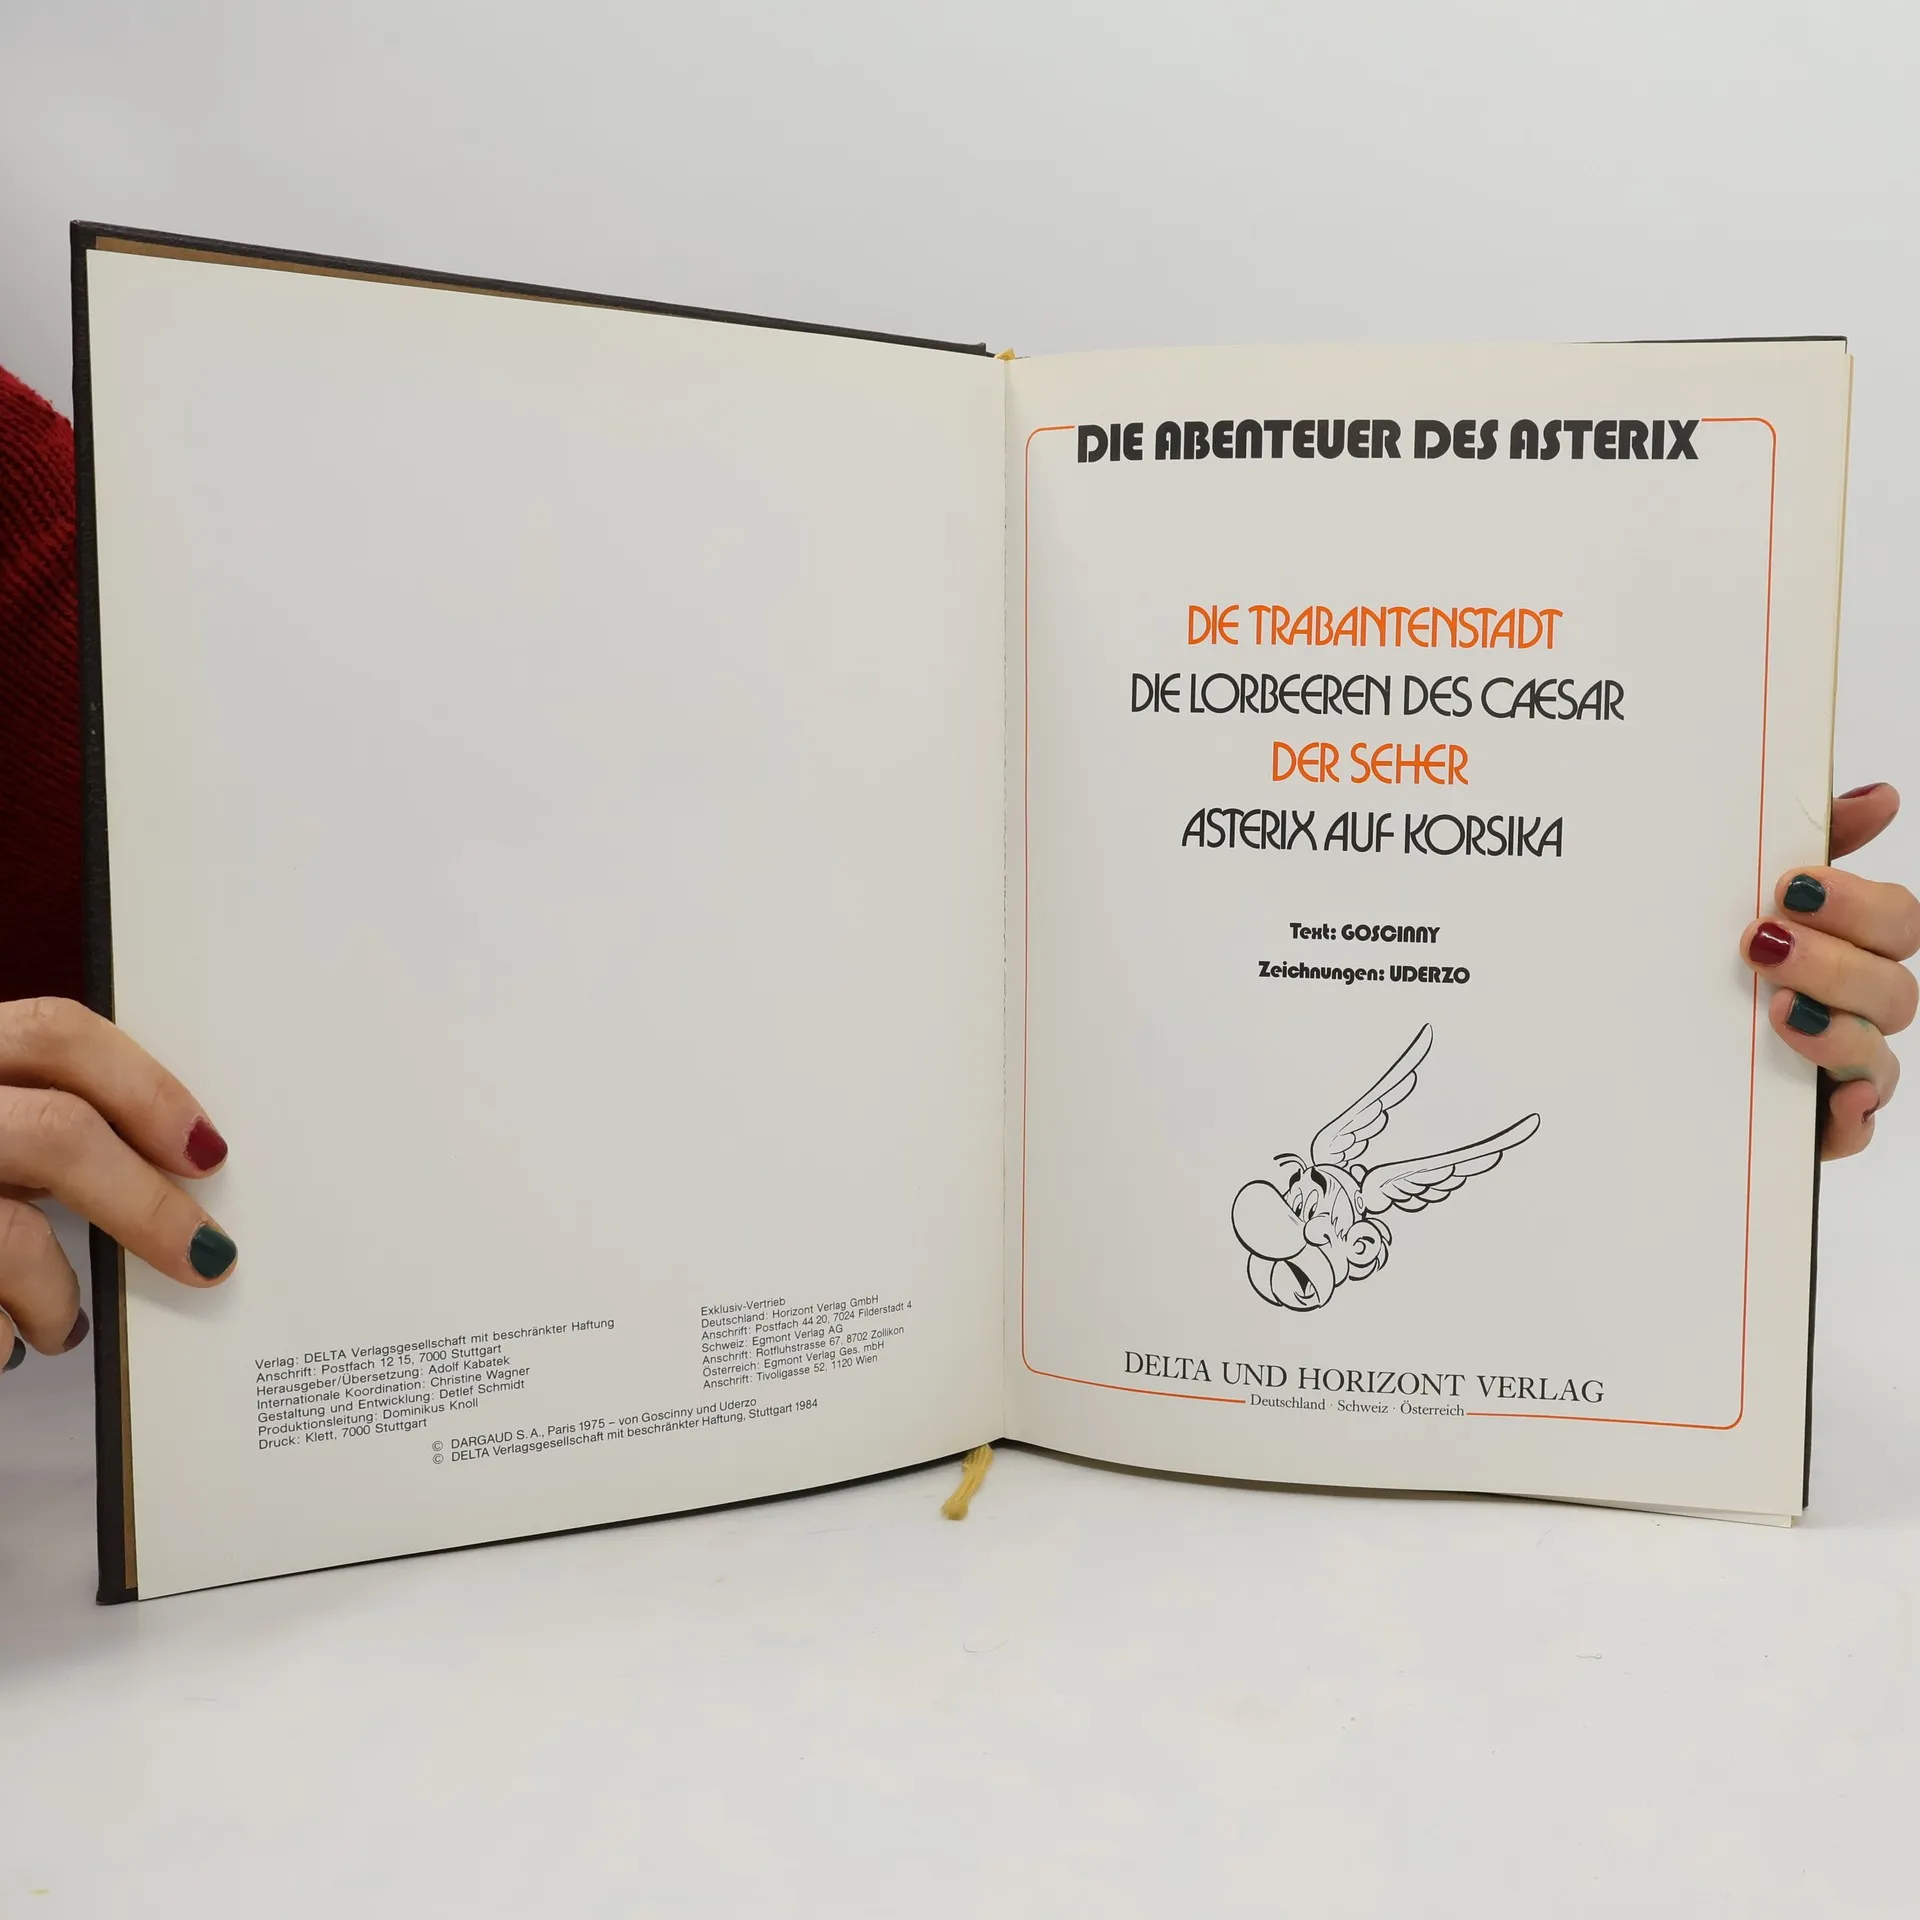 Verlag: DELTA Verlagsgesellschaft mit beschränkter Haftung
Anschrift: Postfach 12 15, 7000 Stuttgart
Herausgeber/Übersetzung: Adolf Kabatek
Internationale Koordination: Christine Wagner
Gestaltung und Entwicklung: Detlef Schmidt
Produktionsleitung: Dominikus Knoll
Druck: Klett, 7000 Stuttgart
Exklusiv-Vertrieb
Deutschland: Horizont Verlag GmbH
Anschrift: Postfach 44 20, 7024 Filderstadt 4
Schweiz: Egmont Verlag AG
Anschrift: Rotfluhstrasse 67, 8702 Zollikon
Österreich: Egmont Verlag Ges. mbH
Anschrift: Tivoligasse 52, 1120 Wien
© DARGAUD S. A., Paris 1975 – von Goscinny und Uderzo
© DELTA Verlagsgesellschaft mit beschränkter Haftung, Stuttgart 1984
DIE ABENTEUER DES ASTERIX
DIE TRABANTENSTADT
DIE LORBEEREN DES CAESAR
DER SEHER
ASTERIX AUF KORSIKA
Text: GOSCINNY
Zeichnungen: UDERZO
DELTA UND HORIZONT VERLAG
Deutschland · Schweiz · Österreich